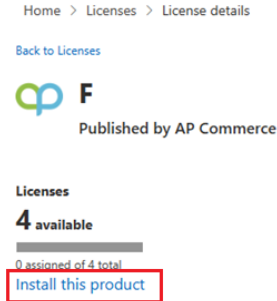 Home > Licenses > License details
Back to Licenses
F
Published by AP Commerce
Licenses
4 available
0 assigned of 4 total
Install this product